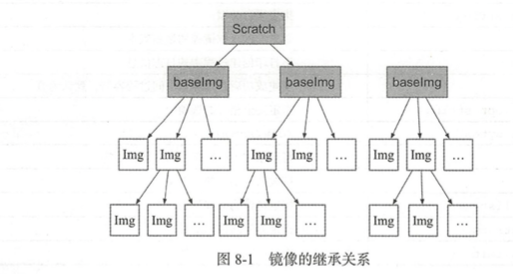 Scratch
baseImg baseImg baseImg
Img Img ... Img Img ... Img Img ...
Img Img ... Img Img ... Img Img ...
图 8-1 镜像的继承关系